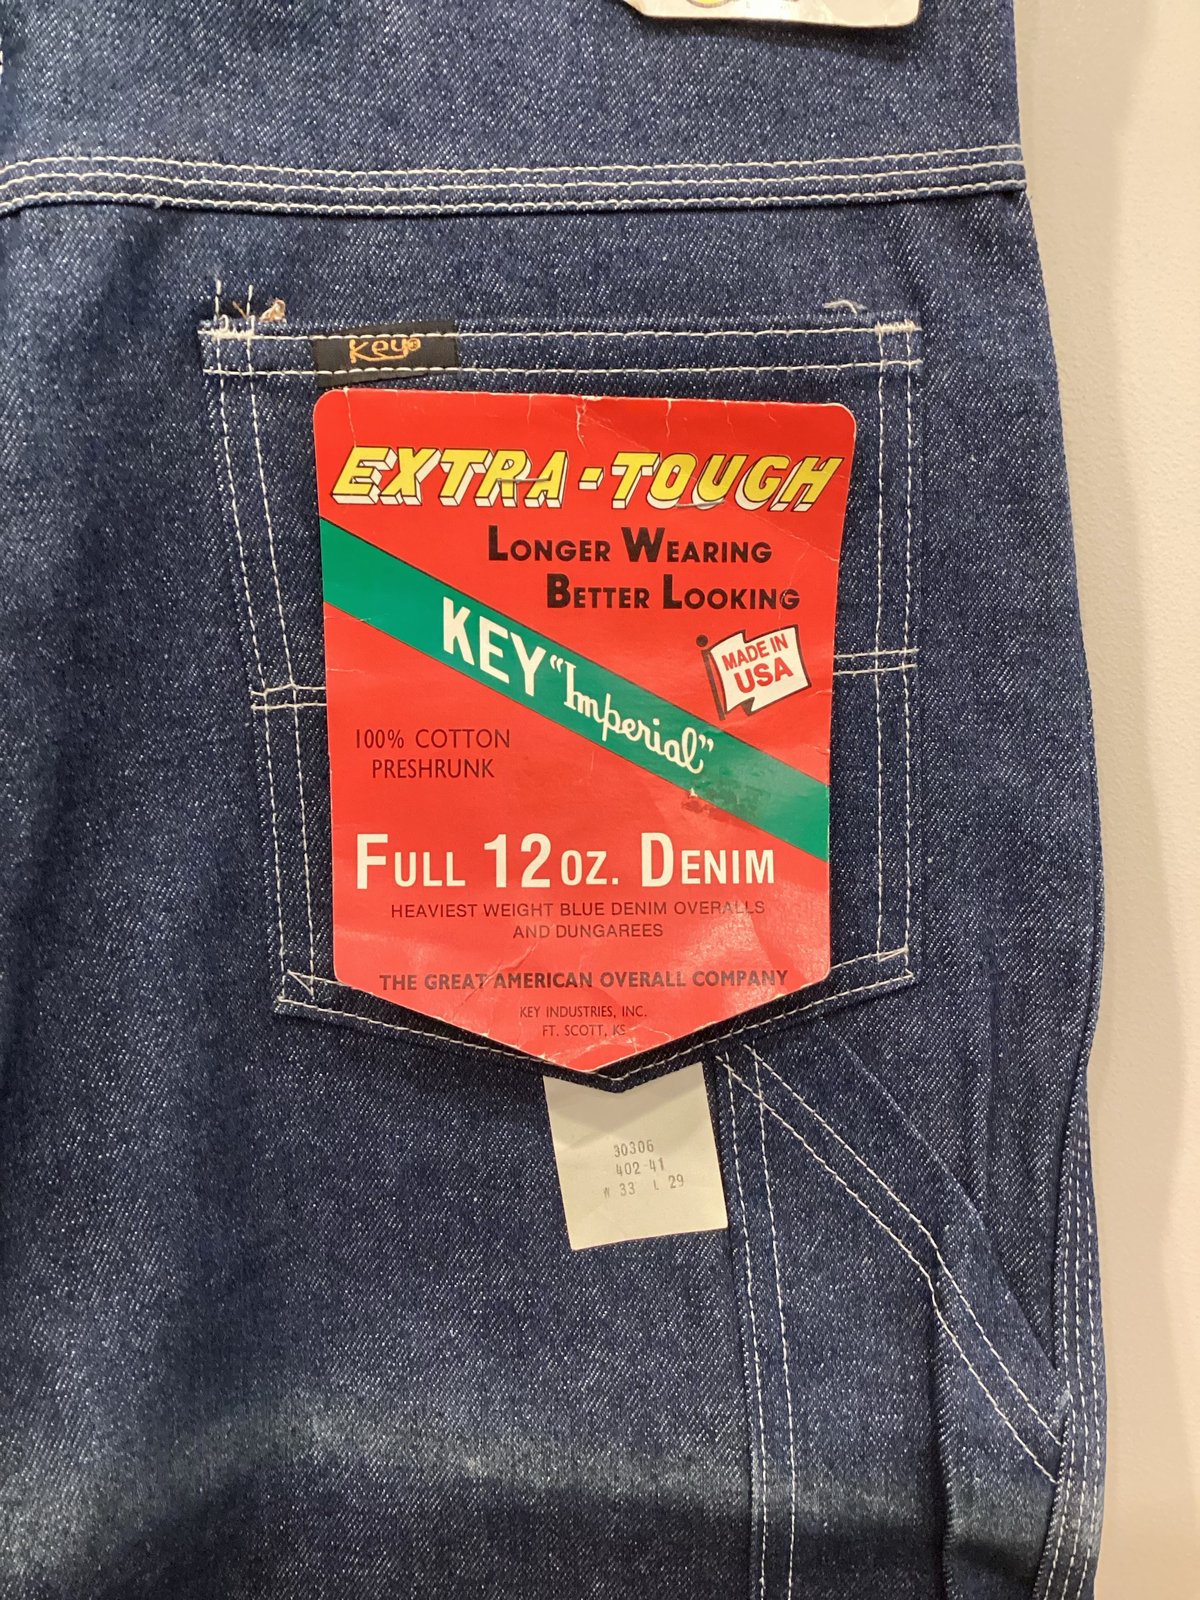 Key®
EXTRA-TOUGH
LONGER WEARING
BETTER LOOKING
KEY “Imperial”
MADE IN
USA
100% COTTON
PRESHRUNK
FULL 12 OZ. DENIM
HEAVIEST WEIGHT BLUE DENIM OVERALLS
AND DUNGAREES
THE GREAT AMERICAN OVERALL COMPANY
KEY INDUSTRIES, INC.
FT. SCOTT, KS
30306
402-41
W 33 L 29